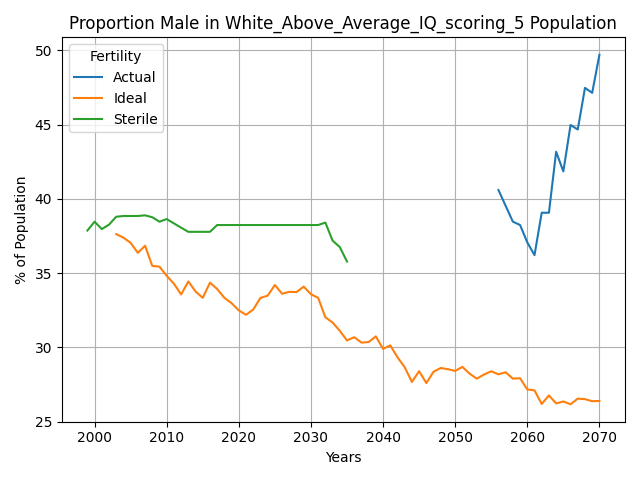 Proportion Male in White_Above_Average_IQ_scoring_5 Population
Fertility
Actual
Ideal
Sterile
% of Population
50
45
40
35
30
25
2000 2010 2020 2030 2040 2050 2060 2070
Years